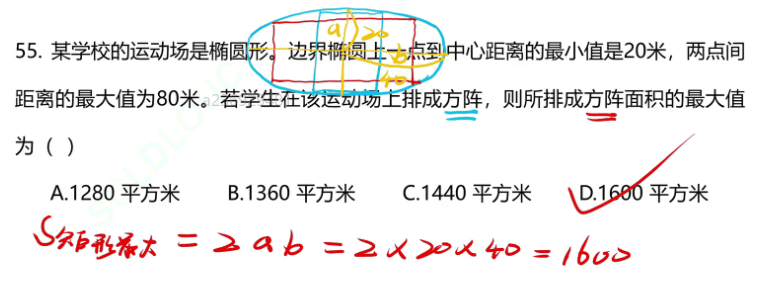 a 20
b
40
55. 某学校的运动场是椭圆形。边界椭圆上一点到中心距离的最小值是20米，两点间
距离的最大值为80米。若学生在该运动场上排成方阵，则所排成方阵面积的最大值
为（ ）
A.1280 平方米 B.1360 平方米 C.1440 平方米 D.1600 平方米
S矩形最大 = 2ab = 2×20×40 = 1600